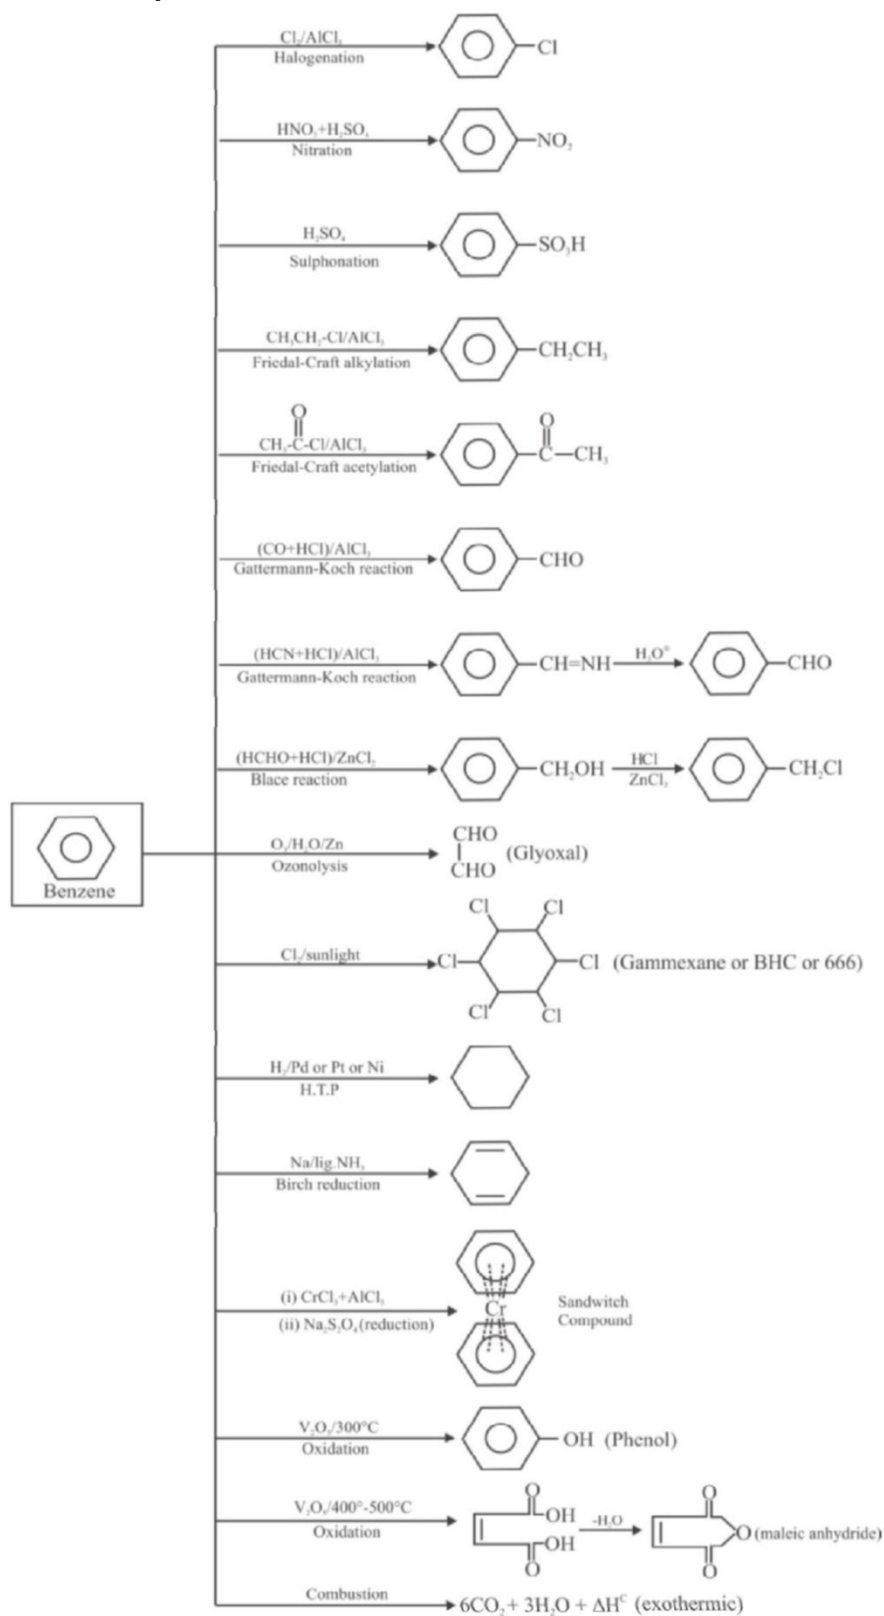 Cl₂/AlCl₃
Halogenation
Cl
HNO₃+H₂SO₄
Nitration
NO₂
H₂SO₄
Sulphonation
SO₃H
CH₃CH₂-Cl/AlCl₃
Friedal-Craft alkylation
CH₂CH₃
O
CH₃-C-Cl/AlCl₃
Friedal-Craft acetylation
O
C—CH₃
(CO+HCl)/AlCl₃
Gattermann-Koch reaction
CHO
(HCN+HCl)/AlCl₃
Gattermann-Koch reaction
CH=NH
H₃O⊕
CHO
(HCHO+HCl)/ZnCl₂
Blace reaction
CH₂OH
HCl
ZnCl₂
CH₂Cl
Benzene
O₃/H₂O/Zn
Ozonolysis
CHO
CHO
(Glyoxal)
Cl₂/sunlight
Cl Cl
Cl Cl (Gammexane or BHC or 666)
Cl Cl
H₂/Pd or Pt or Ni
H.T.P
Na/lig.NH₃
Birch reduction
(i) CrCl₃+AlCl₃
(ii) Na₂S₂O₄(reduction)
Cr
Sandwitch
Compound
V₂O₅/300°C
Oxidation
OH (Phenol)
V₂O₅/400°-500°C
Oxidation
O
OH
OH
O
-H₂O
O
O (maleic anhydride)
O
Combustion
6CO₂ + 3H₂O + ΔHᶜ (exothermic)